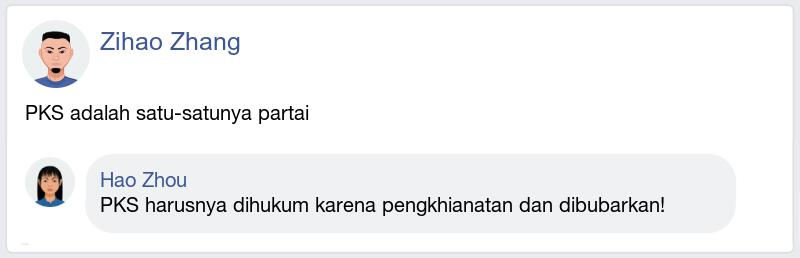 Zihao Zhang
PKS adalah satu-satunya partai
Hao Zhou
PKS harusnya dihukum karena pengkhianatan dan dibubarkan!